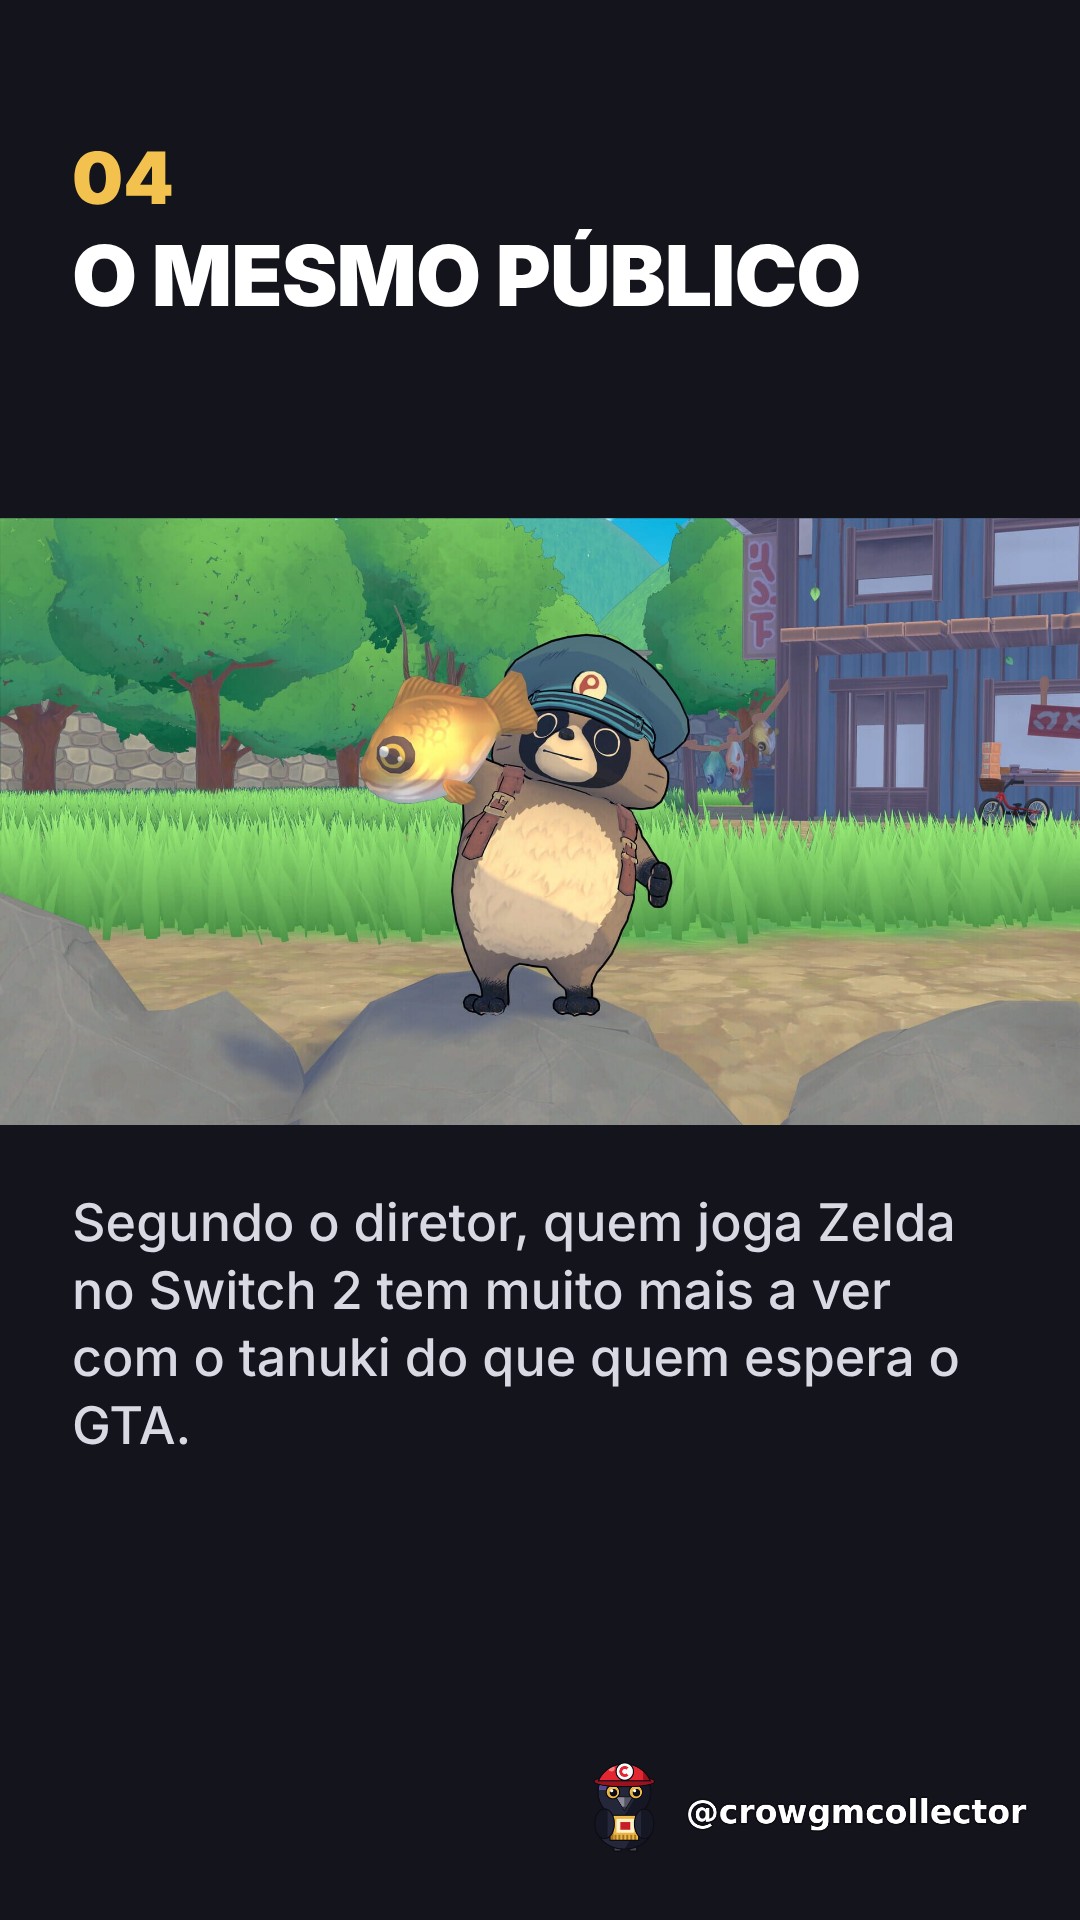 04
O MESMO PÚBLICO
Segundo o diretor, quem joga Zelda
no Switch 2 tem muito mais a ver
com o tanuki do que quem espera o
GTA.
@crowgmcollector